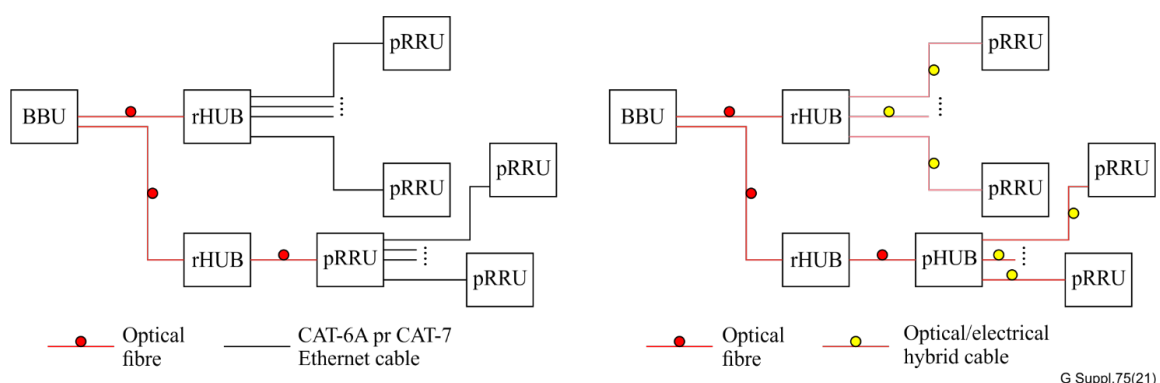 pRRU
BBU
rHUB
pRRU
pRRU
rHUB
pRRU
pRRU
Optical
fibre
CAT-6A pr CAT-7
Ethernet cable
pRRU
BBU
rHUB
pRRU
pRRU
rHUB
pHUB
pRRU
Optical
fibre
Optical/electrical
hybrid cable
G Suppl.75(21)